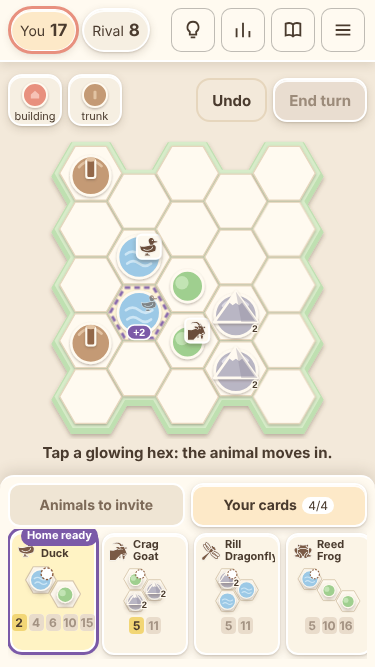 You 17
Rival 8
building
trunk
Undo
End turn
+2
2
2
Tap a glowing hex: the animal moves in.
Animals to invite
Your cards 4/4
Home ready
Duck
2 4 6 10 15
Crag
Goat
2
2
5 11
Rill
Dragonfly
2
5 11
Reed
Frog
5 10 16